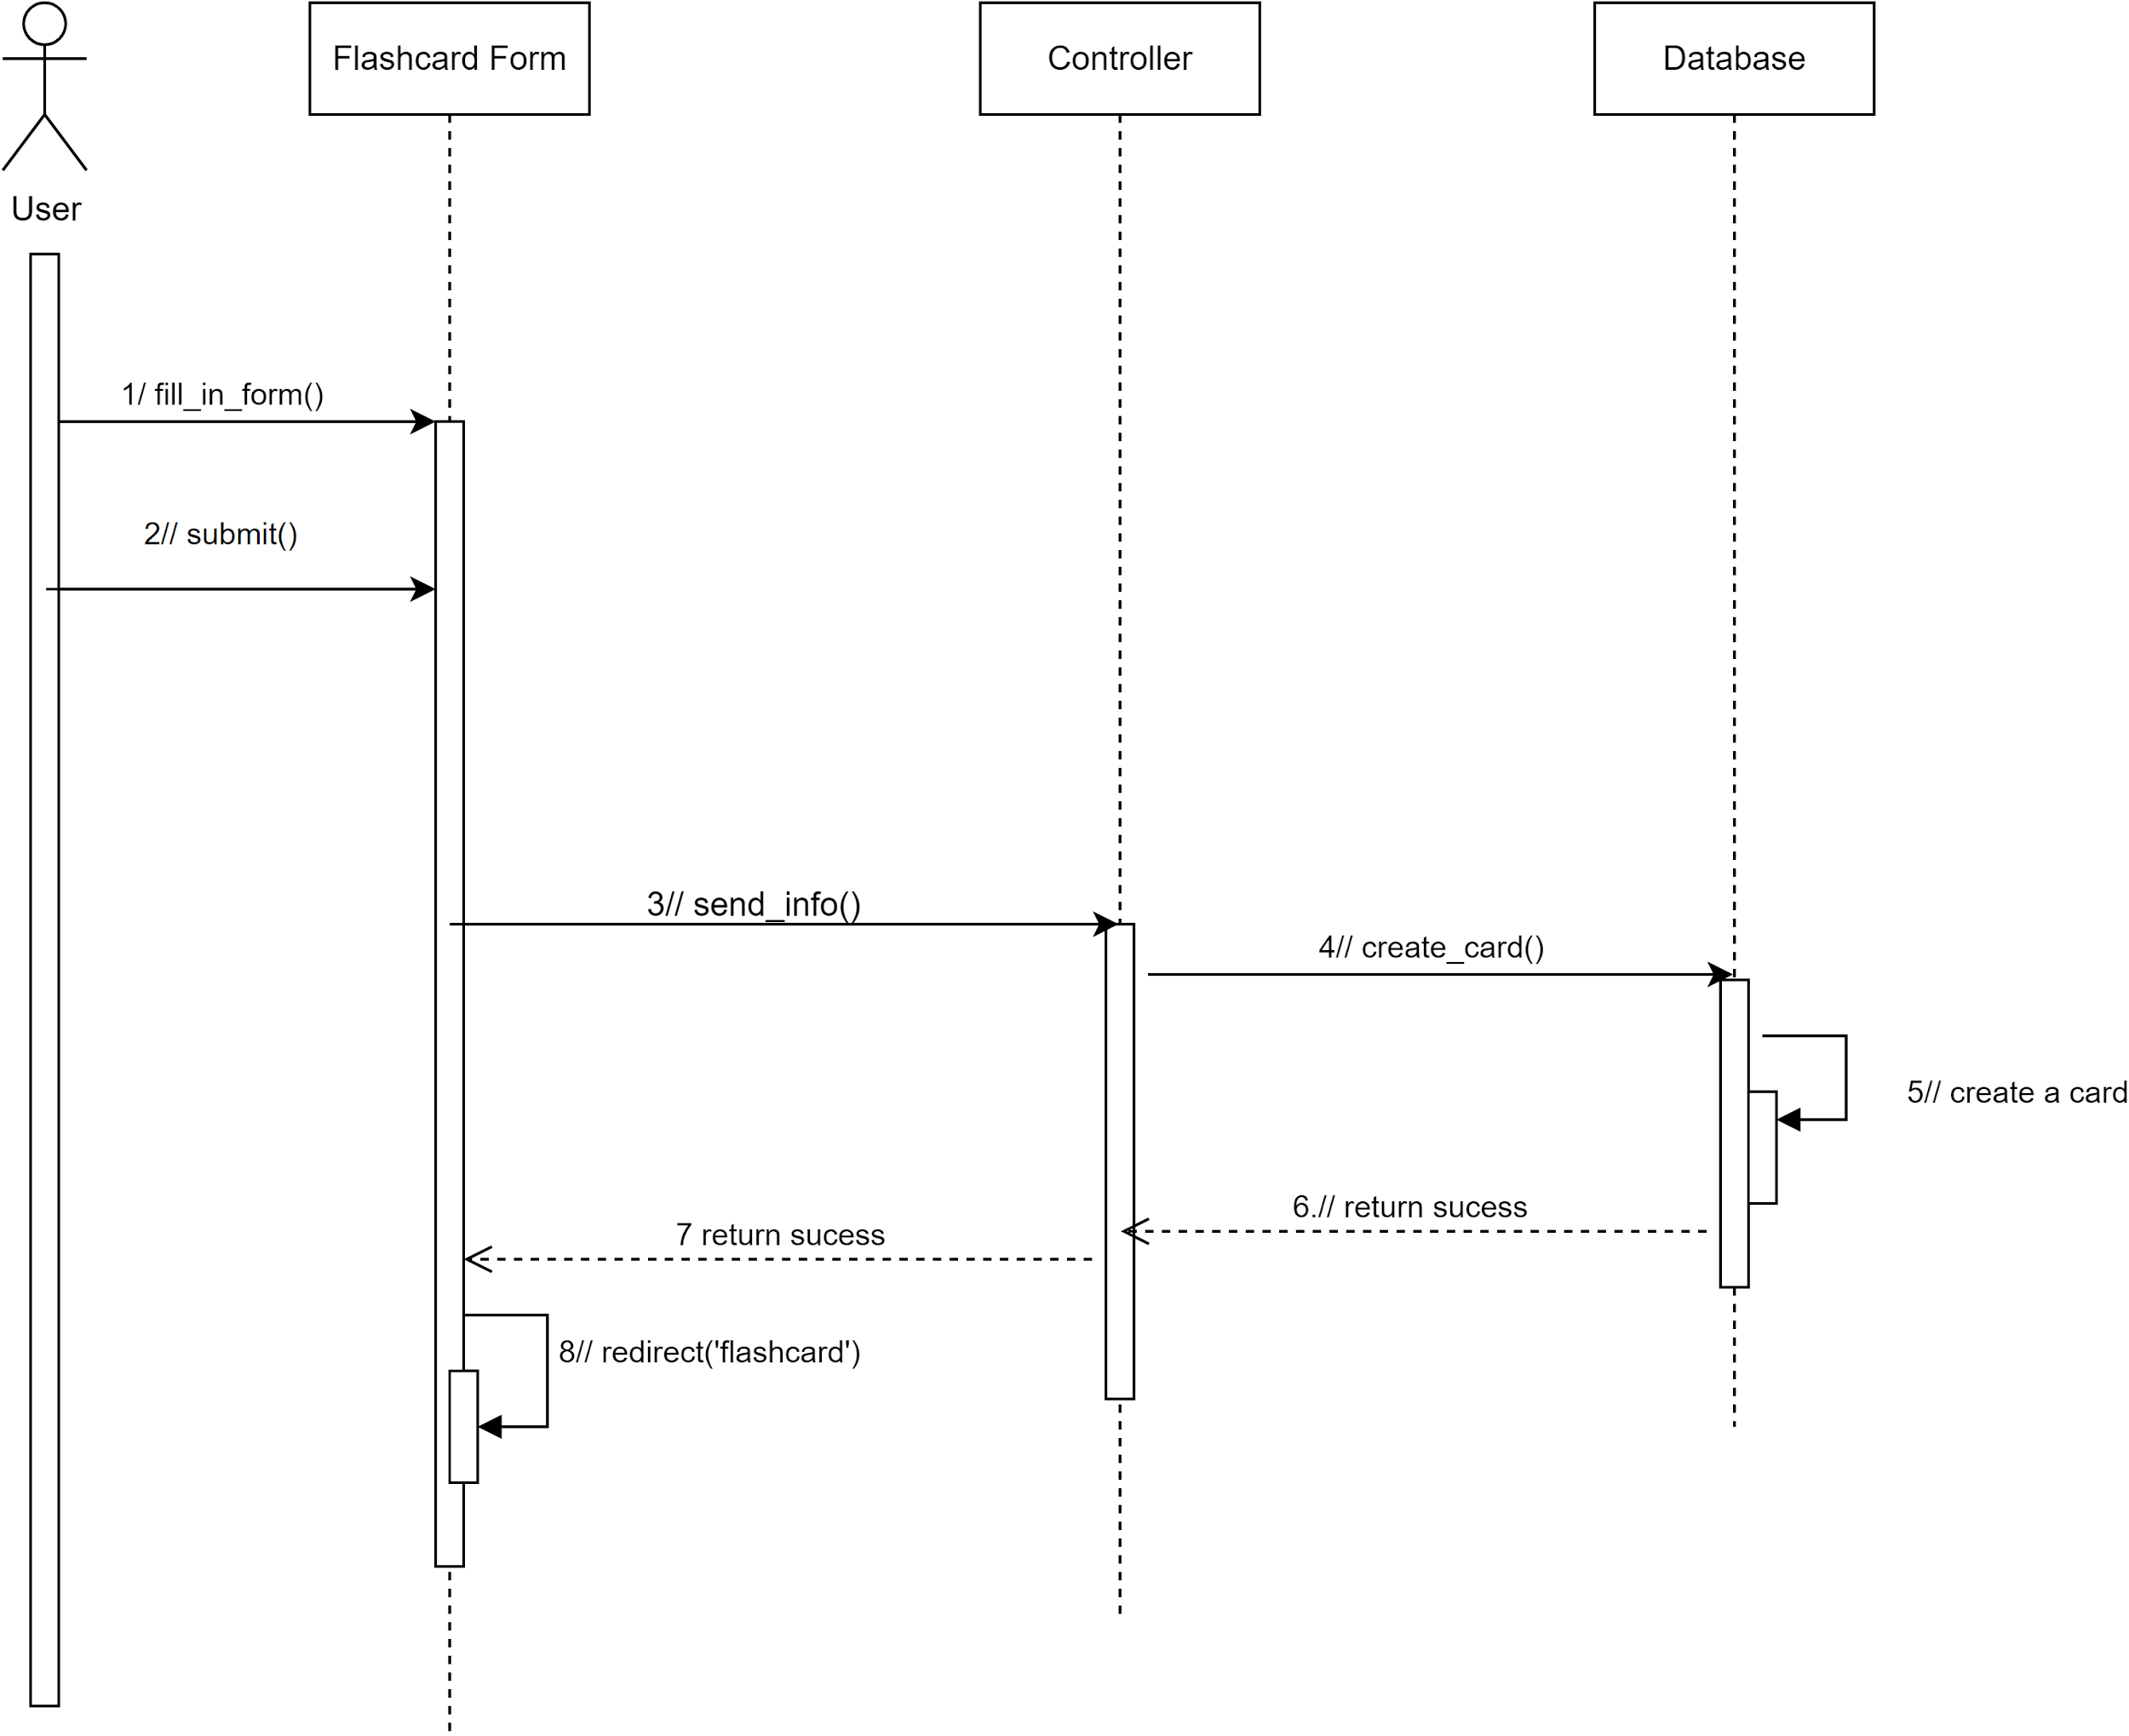 Flashcard Form
Controller
Database
User
1/ fill_in_form()
2// submit()
3// send_info()
4// create_card()
5// create a card
6.// return sucess
7 return sucess
8// redirect('flashcard')